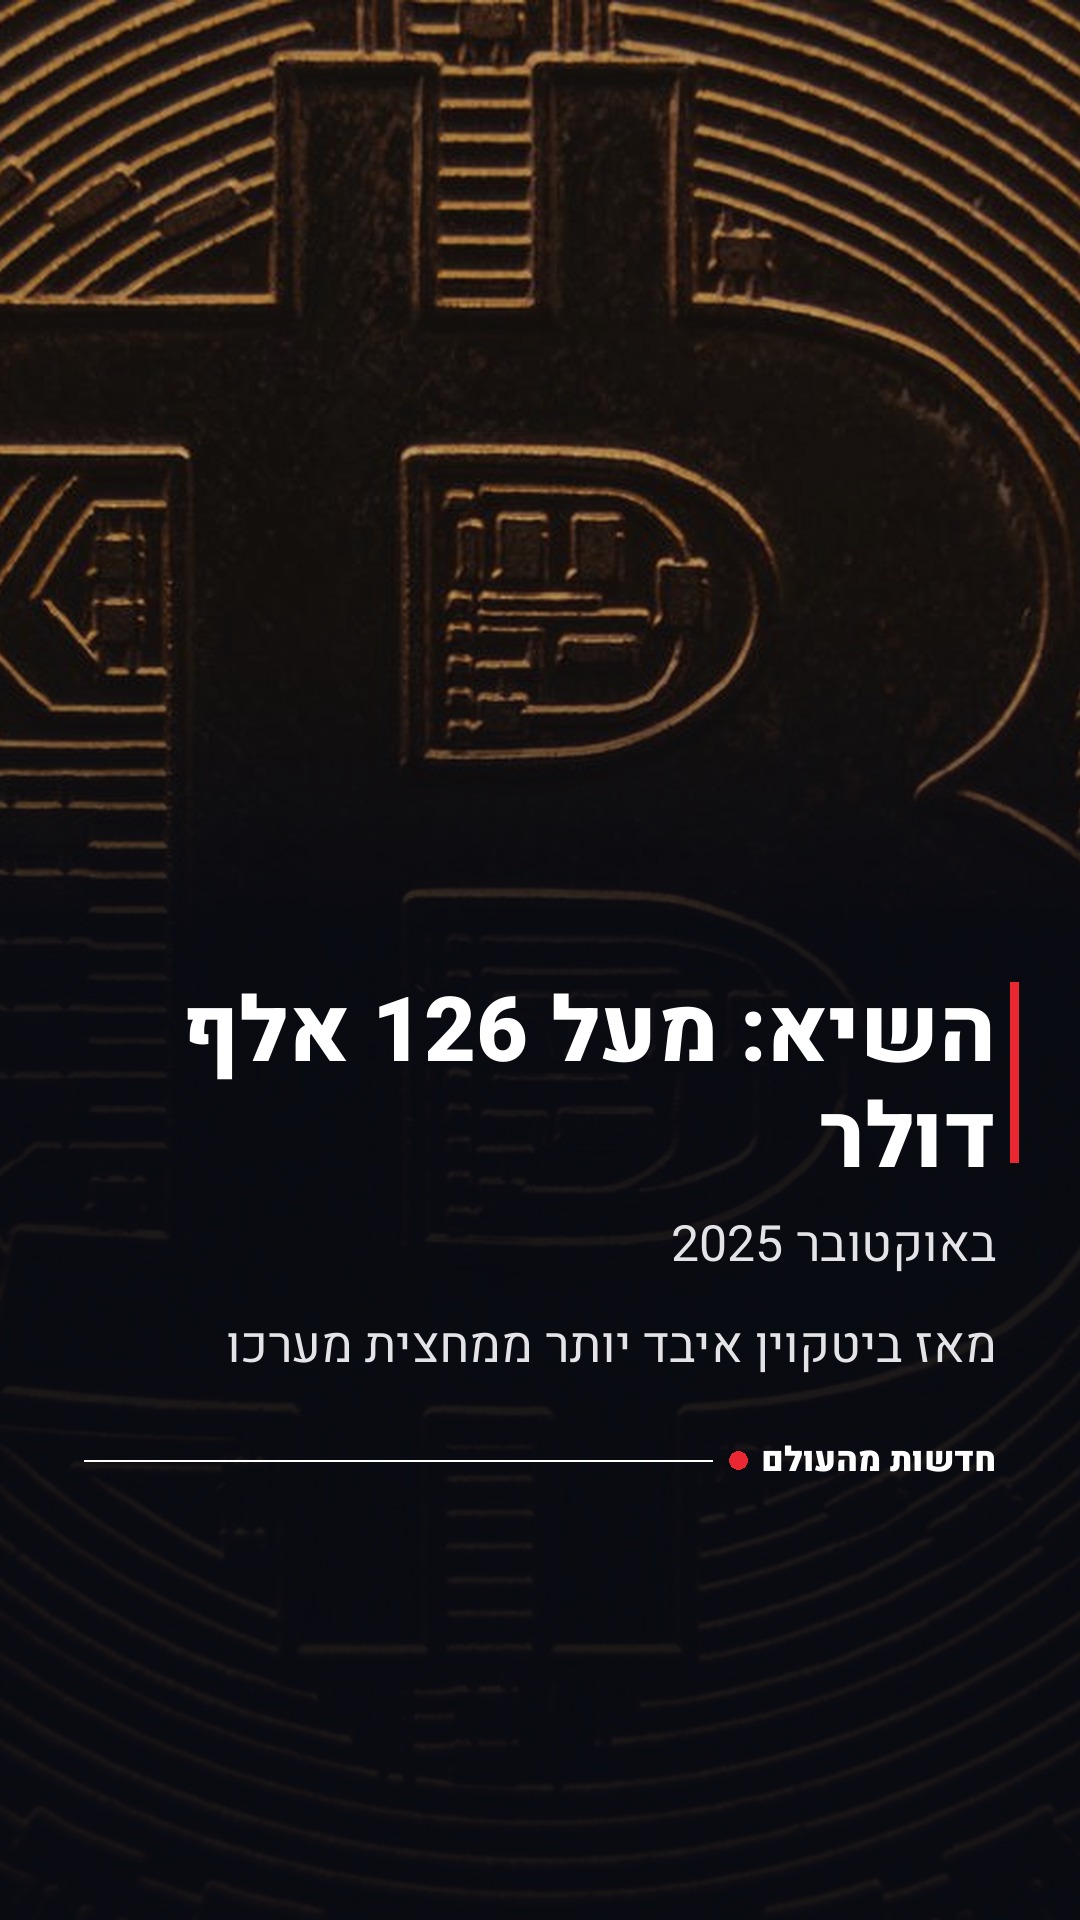 השיא: מעל 126 אלף
דולר
באוקטובר 2025
מאז ביטקוין איבד יותר ממחצית מערכו
חדשות מהעולם